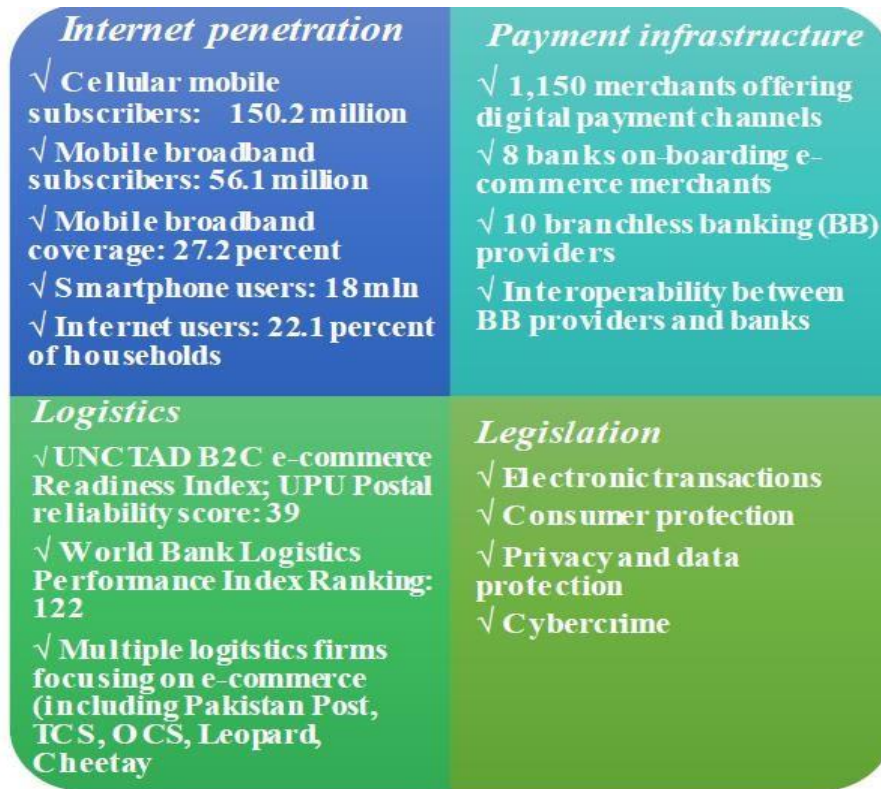 Internet penetration
√ Cellular mobile
subscribers: 150.2 million
√ Mobile broadband
subscribers: 56.1 million
√ Mobile broadband
coverage: 27.2 percent
√ Smartphone users: 18 mln
√ Internet users: 22.1 percent
of households
Payment infrastructure
√ 1,150 merchants offering
digital payment channels
√ 8 banks on-boarding e-
commerce merchants
√ 10 branchless banking (BB)
providers
√ Interoperability between
BB providers and banks
Logistics
√ UNCTAD B2C e-commerce
Readiness Index; UPU Postal
reliability score: 39
√ World Bank Logistics
Performance Index Ranking:
122
√ Multiple logitstics firms
focusing on e-commerce
(including Pakistan Post,
TCS, OCS, Leopard,
Cheetay
Legislation
√ Electronic transactions
√ Consumer protection
√ Privacy and data
protection
√ Cybercrime